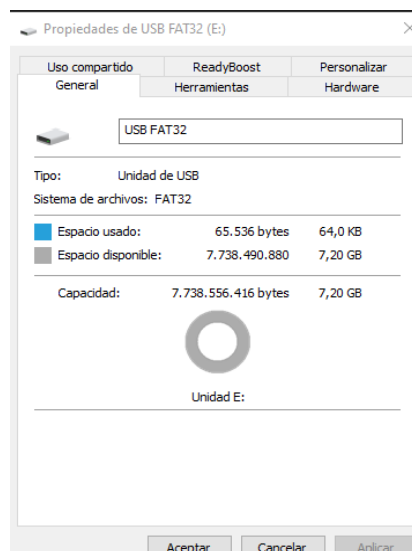 Propiedades de USB FAT32 (E:)
Uso compartido ReadyBoost Personalizar
General Herramientas Hardware
USB FAT32
Tipo: Unidad de USB
Sistema de archivos: FAT32
Espacio usado: 65.536 bytes 64,0 KB
Espacio disponible: 7.738.490.880 7,20 GB
Capacidad: 7.738.556.416 bytes 7,20 GB
Unidad E:
Aceptar Cancelar Aplicar